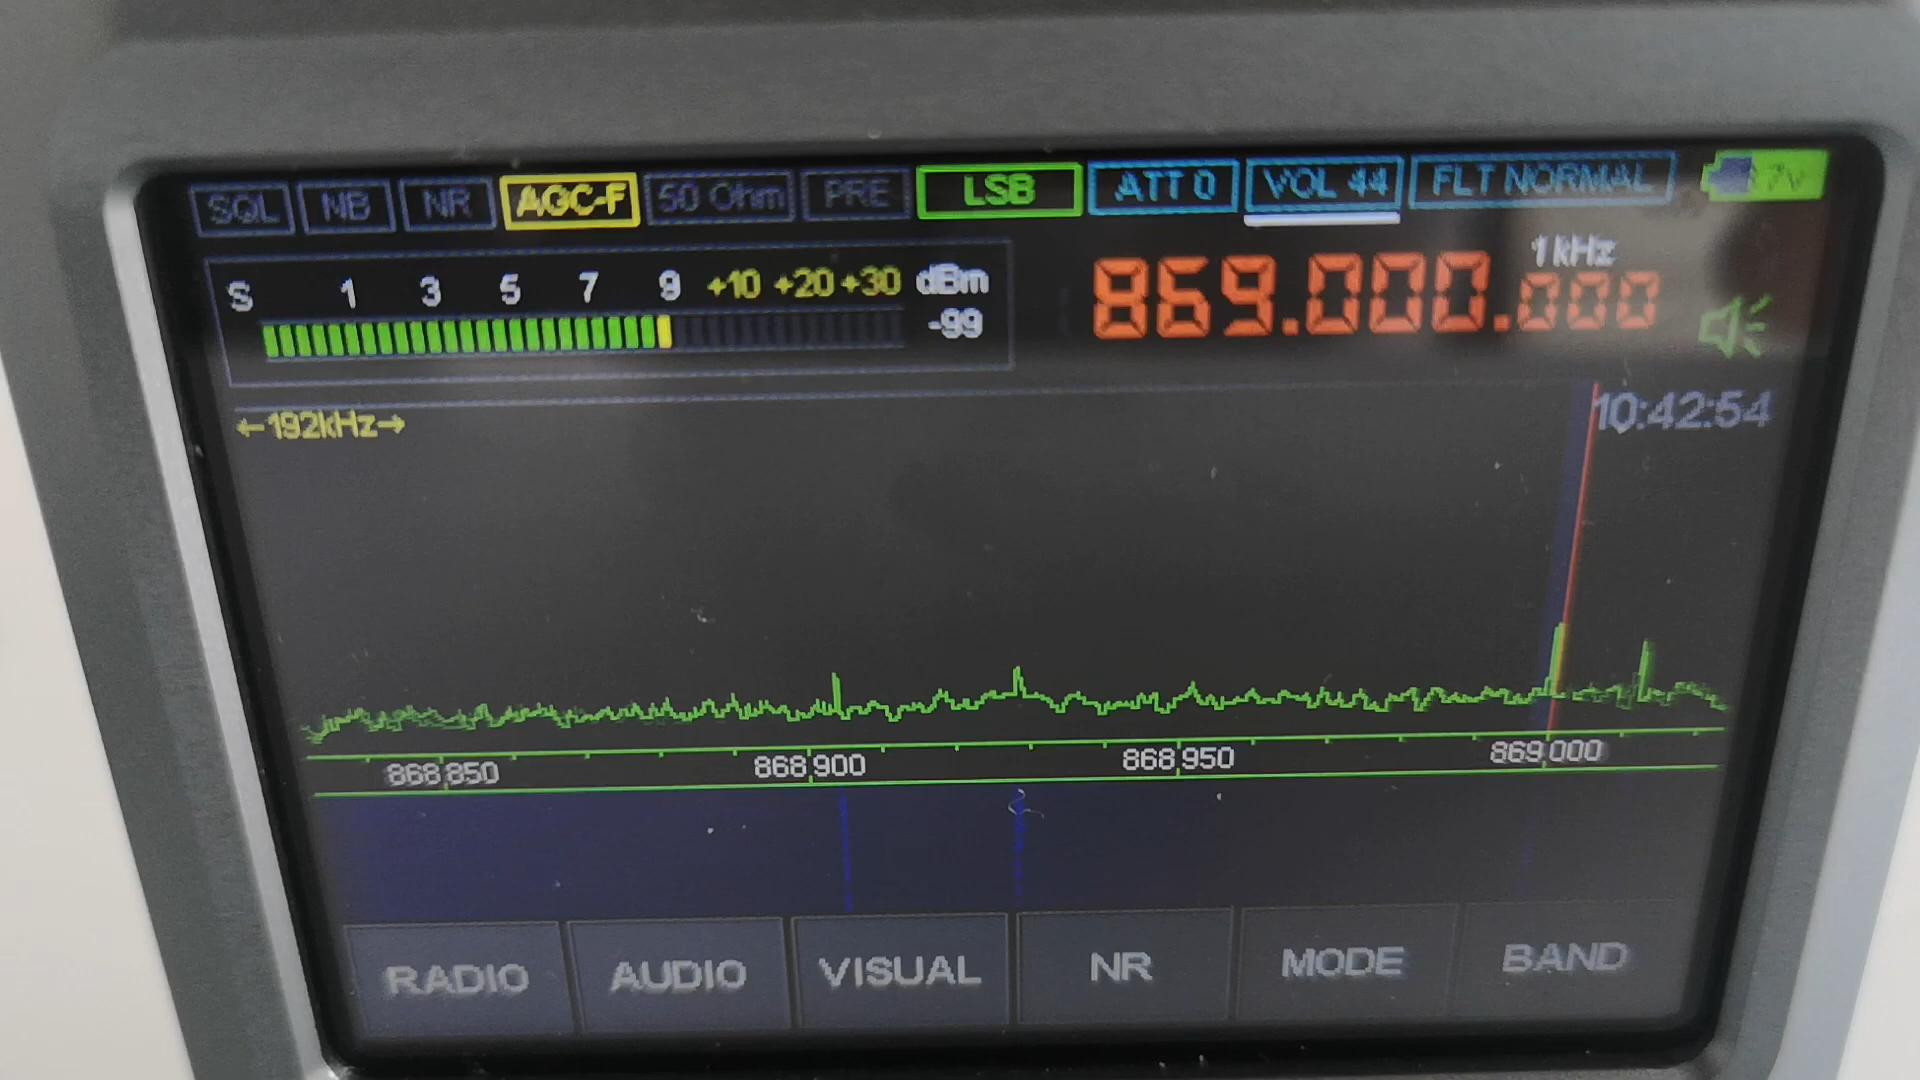 SQL NB NR AGC-F 50 Ohm PRE LSB ATT 0 VOL 44 FLT NORMAL
S 1 3 5 7 9 +10 +20 +30 dBm
-99
1kHz
869.000.000
←192kHz→
10:42:54
868 850 868 900 868 950 869 000
RADIO AUDIO VISUAL NR MODE BAND